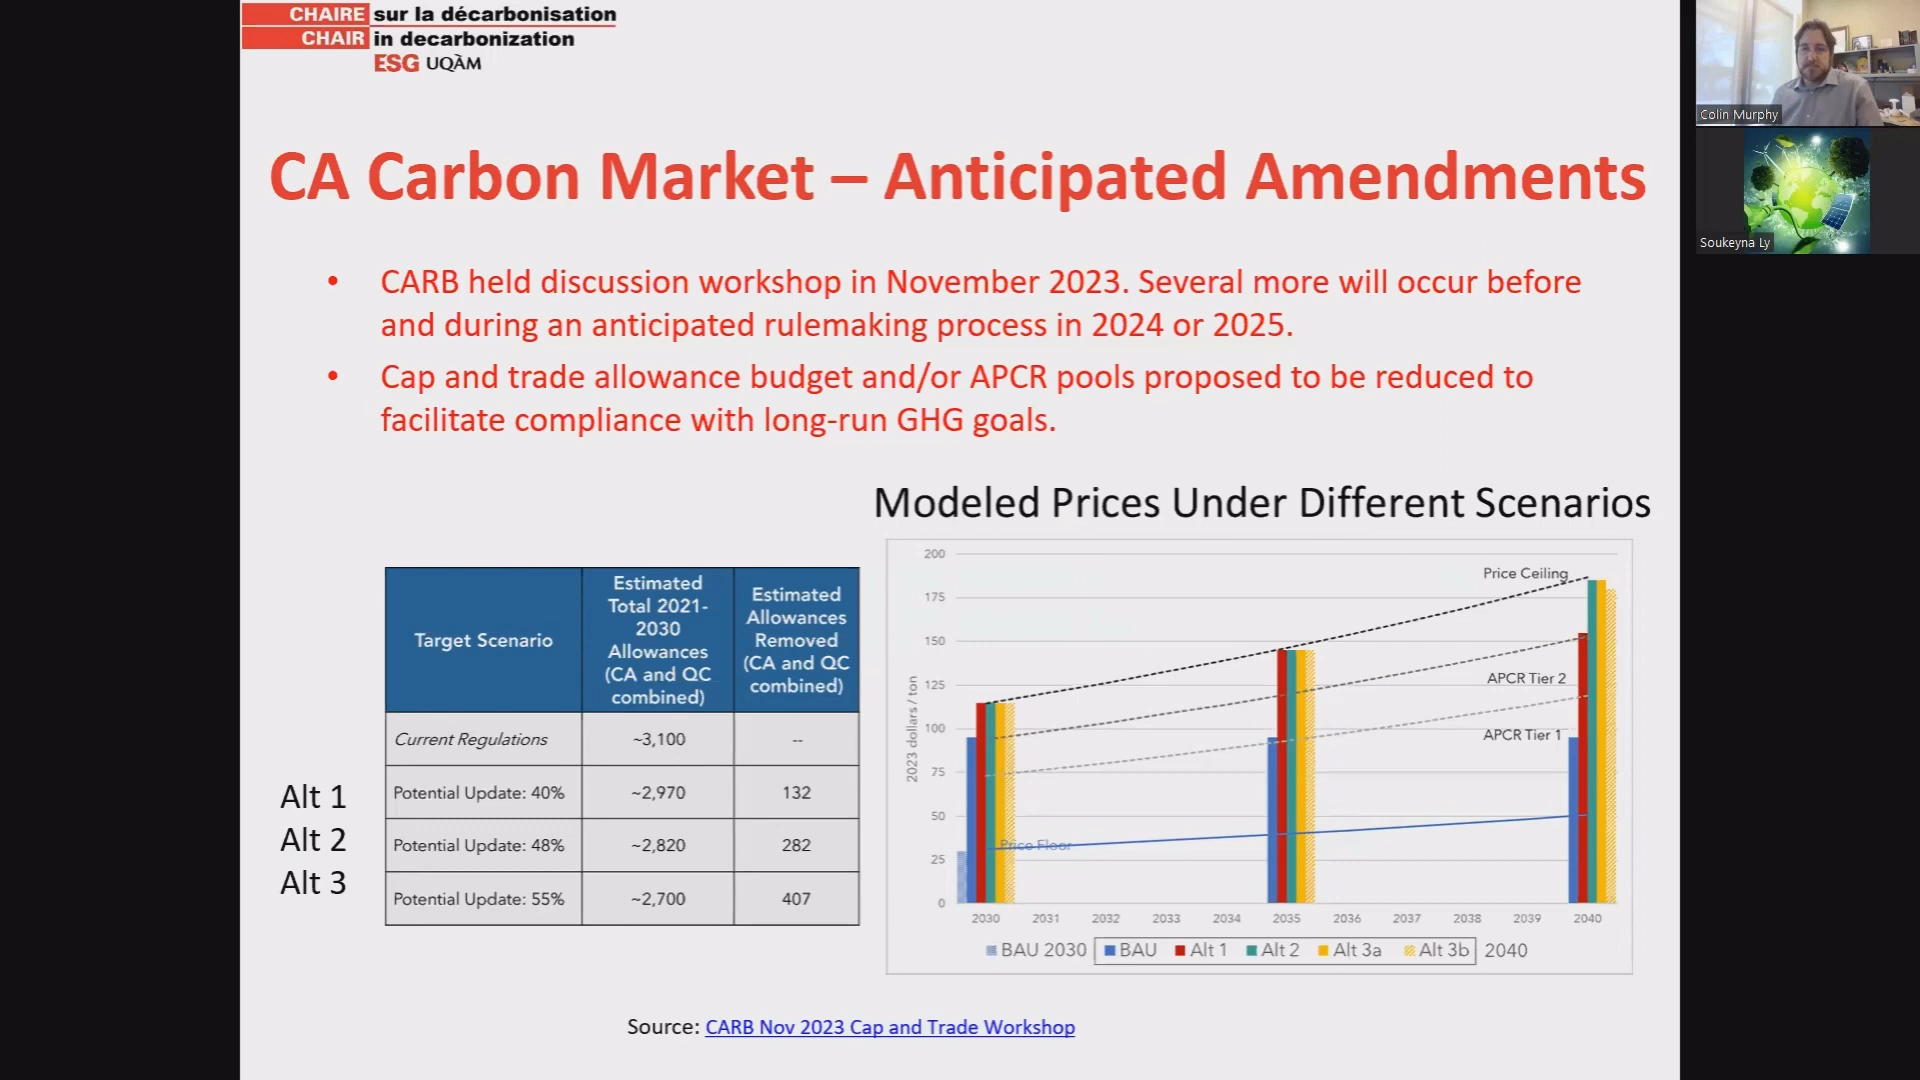 CHAIRE sur la décarbonisation
CHAIR in decarbonization
ESG UQÀM
Colin Murphy
Soukeyna Ly
CA Carbon Market – Anticipated Amendments
• CARB held discussion workshop in November 2023. Several more will occur before
and during an anticipated rulemaking process in 2024 or 2025.
• Cap and trade allowance budget and/or APCR pools proposed to be reduced to
facilitate compliance with long-run GHG goals.
Modeled Prices Under Different Scenarios
Target Scenario
Estimated
Total 2021-
2030
Allowances
(CA and QC
combined)
Estimated
Allowances
Removed
(CA and QC
combined)
Current Regulations ~3,100 --
Alt 1 Potential Update: 40% ~2,970 132
Alt 2 Potential Update: 48% ~2,820 282
Alt 3 Potential Update: 55% ~2,700 407
2023 dollars / ton
200
175
150
125
100
75
50
25
0
Price Ceiling
APCR Tier 2
APCR Tier 1
Price Floor
2030 2031 2032 2033 2034 2035 2036 2037 2038 2039 2040
BAU 2030 BAU Alt 1 Alt 2 Alt 3a Alt 3b 2040
Source: CARB Nov 2023 Cap and Trade Workshop